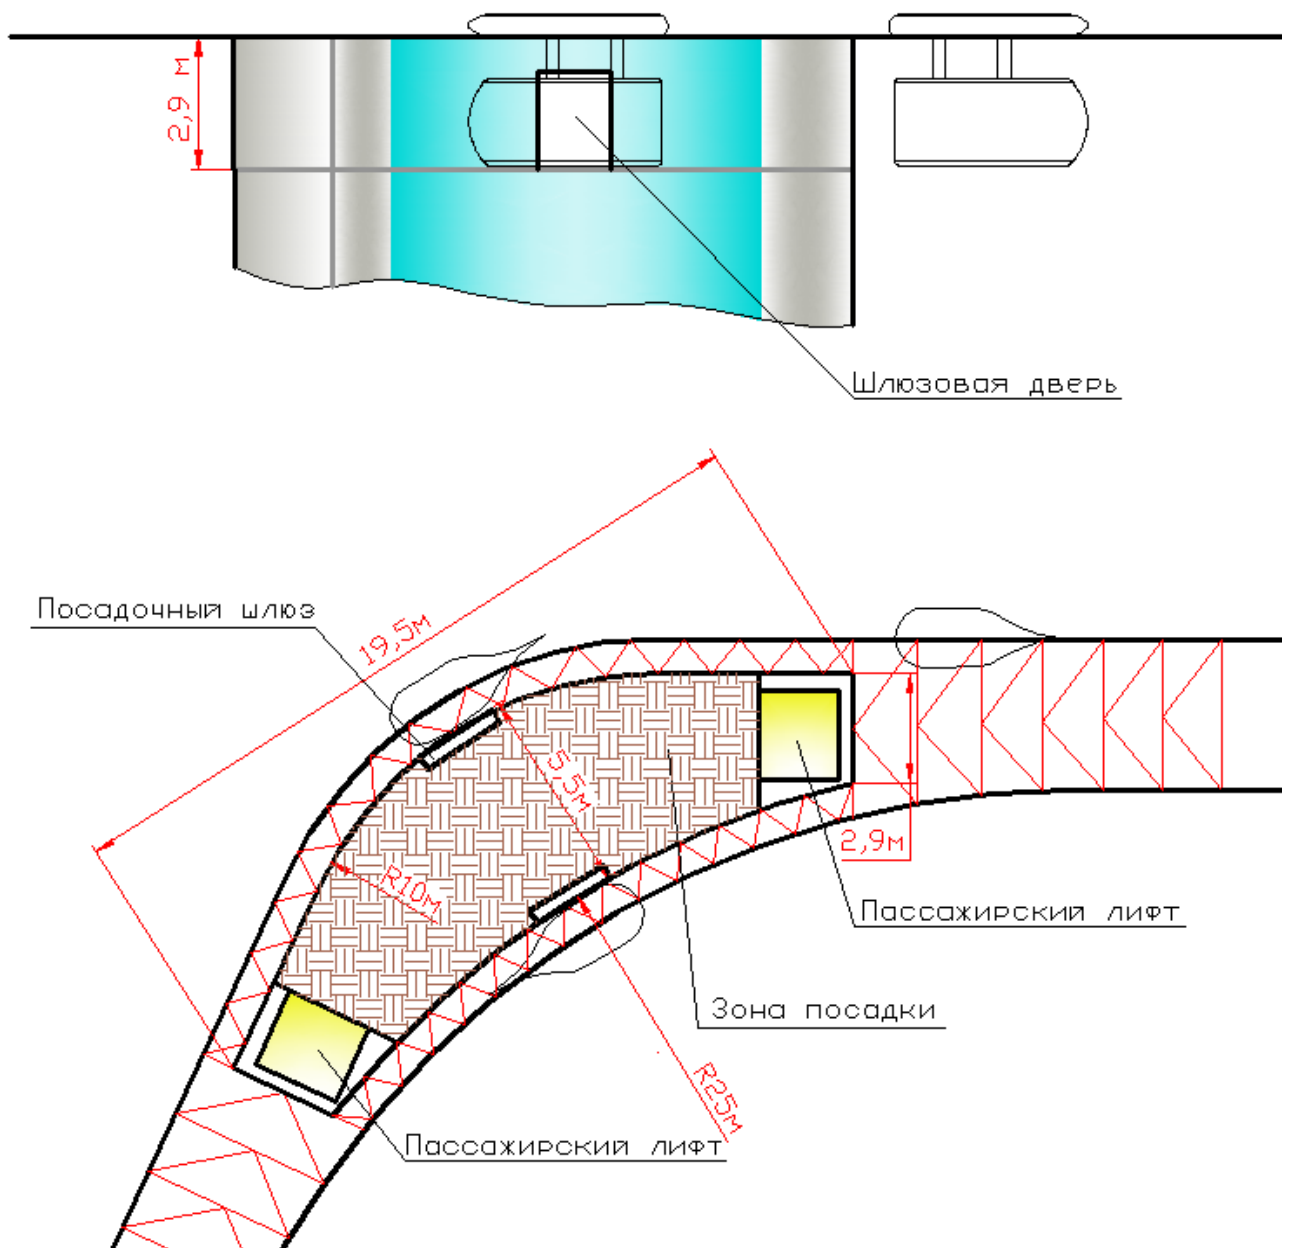 2,9 м
Шлюзовая дверь
Посадочный шлюз
19,5м
5,5м
R10м
2,9м
Пассажирский лифт
Зона посадки
R25м
Пассажирский лифт